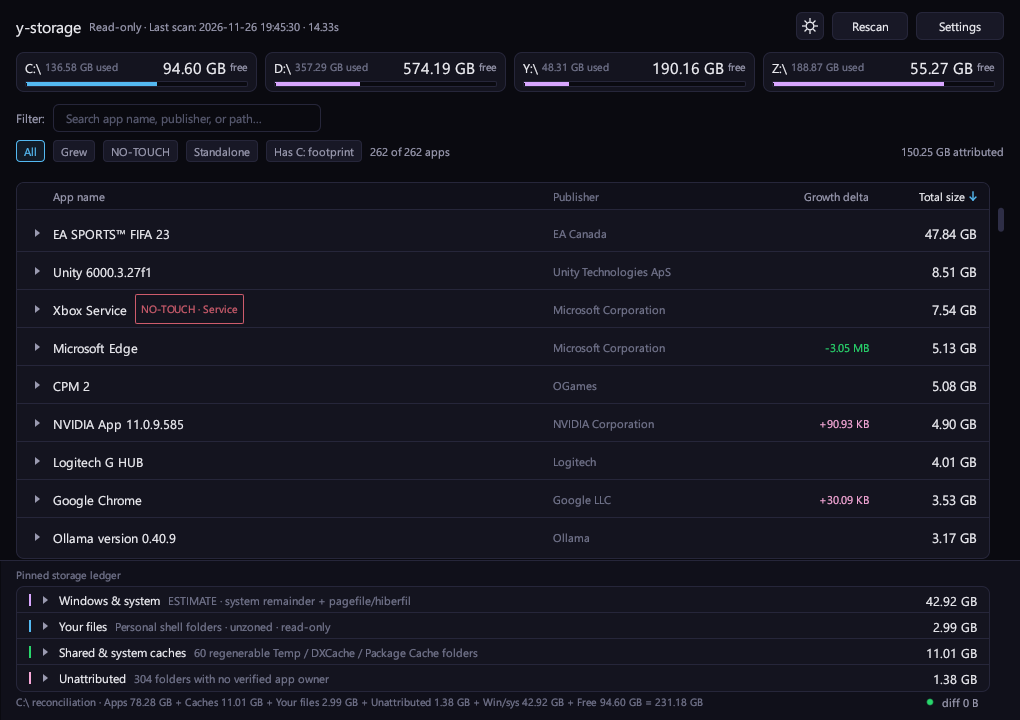 y-storage Read-only · Last scan: 2026-11-26 19:45:30 · 14.33s Rescan Settings
C:\ 136.58 GB used 94.60 GB free D:\ 357.29 GB used 574.19 GB free Y:\ 48.31 GB used 190.16 GB free Z:\ 188.87 GB used 55.27 GB free
Filter: Search app name, publisher, or path...
All Grew NO-TOUCH Standalone Has C: footprint 262 of 262 apps 150.25 GB attributed
App name Publisher Growth delta Total size ↓
EA SPORTS™ FIFA 23 EA Canada 47.84 GB
Unity 6000.3.27f1 Unity Technologies ApS 8.51 GB
Xbox Service NO-TOUCH · Service Microsoft Corporation 7.54 GB
Microsoft Edge Microsoft Corporation -3.05 MB 5.13 GB
CPM 2 OGames 5.08 GB
NVIDIA App 11.0.9.585 NVIDIA Corporation +90.93 KB 4.90 GB
Logitech G HUB Logitech 4.01 GB
Google Chrome Google LLC +30.09 KB 3.53 GB
Ollama version 0.40.9 Ollama 3.17 GB
Pinned storage ledger
Windows & system ESTIMATE · system remainder + pagefile/hiberfil 42.92 GB
Your files Personal shell folders · unzoned · read-only 2.99 GB
Shared & system caches 60 regenerable Temp / DXCache / Package Cache folders 11.01 GB
Unattributed 304 folders with no verified app owner 1.38 GB
C:\ reconciliation · Apps 78.28 GB + Caches 11.01 GB + Your files 2.99 GB + Unattributed 1.38 GB + Win/sys 42.92 GB + Free 94.60 GB = 231.18 GB diff 0 B